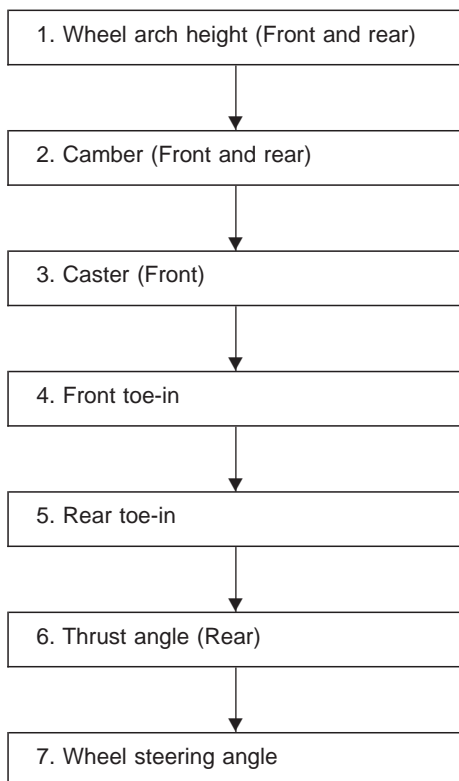 1. Wheel arch height (Front and rear)
2. Camber (Front and rear)
3. Caster (Front)
4. Front toe-in
5. Rear toe-in
6. Thrust angle (Rear)
7. Wheel steering angle